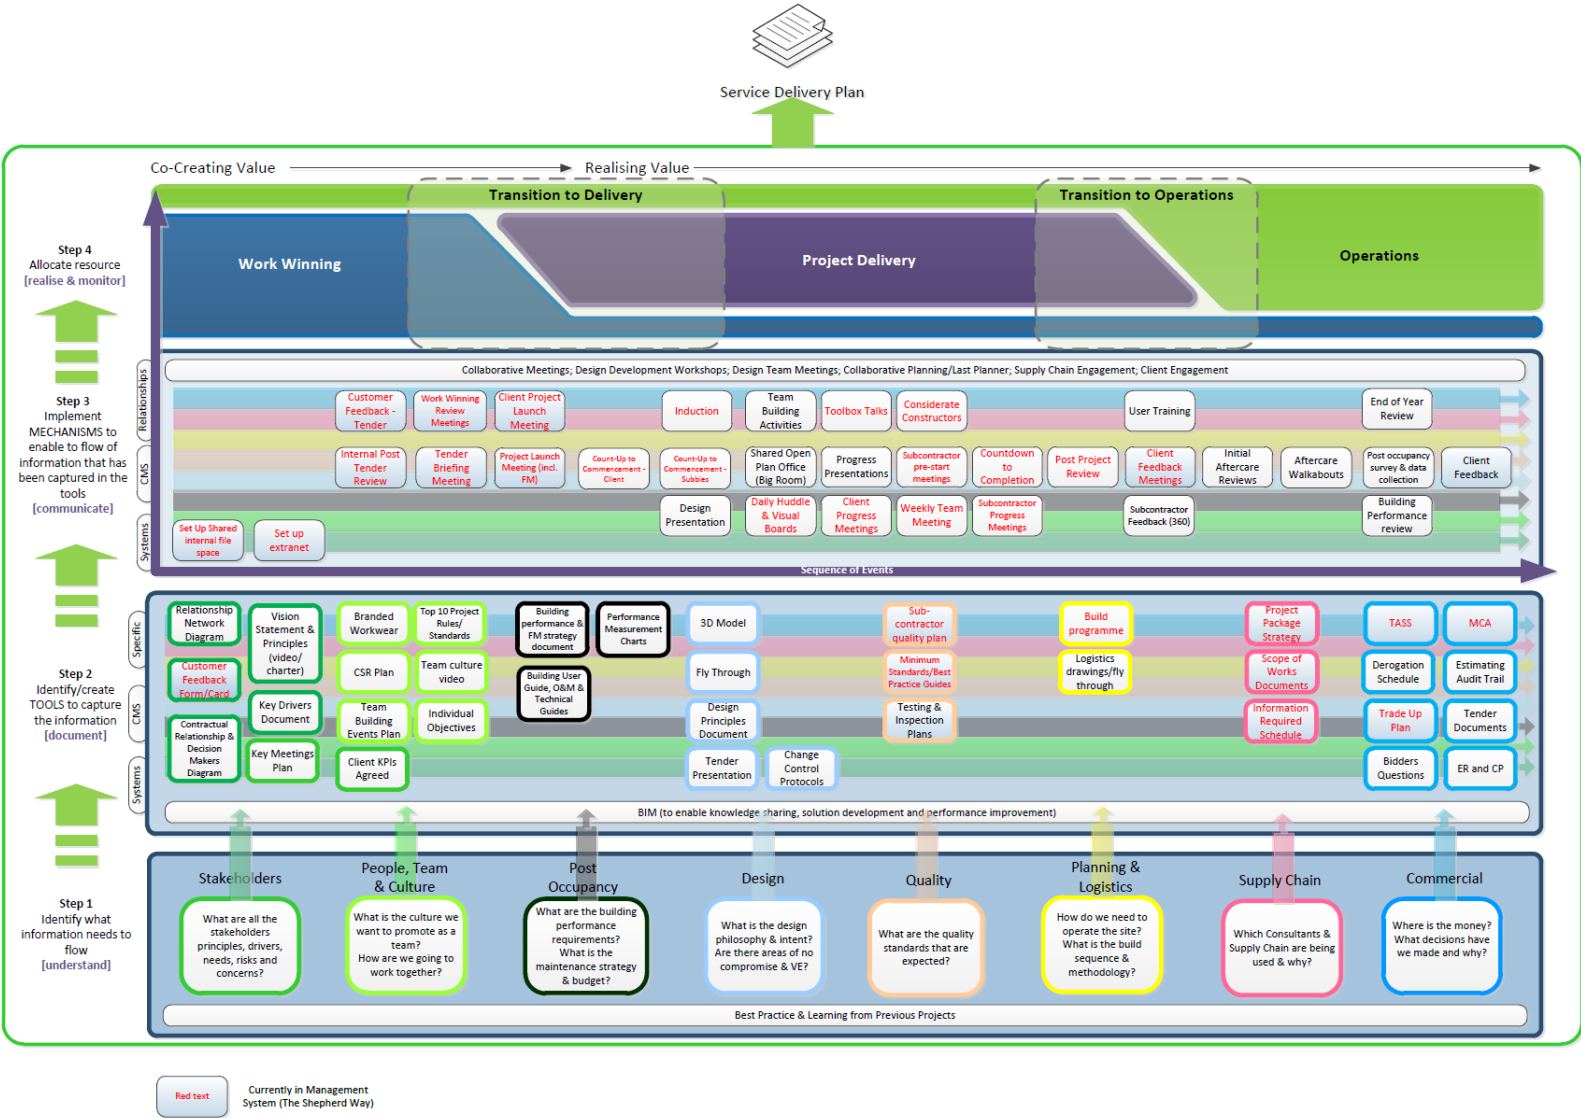 Service Delivery Plan
Co-Creating Value
Realising Value
Transition to Delivery
Transition to Operations
Work Winning
Project Delivery
Operations
Step 4
Allocate resource
[realise & monitor]
Step 3
Implement
MECHANISMS to
enable to flow of
information that has
been captured in the
tools
[communicate]
Step 2
Identify/create
TOOLS to capture
the information
[document]
Step 1
Identify what
information needs to
flow
[understand]
Relationships
CMS
Systems
Collaborative Meetings; Design Development Workshops; Design Team Meetings; Collaborative Planning/Last Planner; Supply Chain Engagement; Client Engagement
Customer
Feedback -
Tender
Work Winning
Review
Meetings
Client Project
Launch
Meeting
Induction
Team
Building
Activities
Toolbox Talks
Considerate
Constructors
User Training
End of Year
Review
Internal Post
Tender
Review
Tender
Briefing
Meeting
Project Launch
Meeting (incl.
FM)
Count-Up to
Commencement -
Client
Count-Up to
Commencement -
Subbies
Shared Open
Plan Office
(Big Room)
Progress
Presentations
Subcontractor
pre-start
meetings
Countdown
to
Completion
Post Project
Review
Client
Feedback
Meetings
Initial
Aftercare
Reviews
Aftercare
Walkabouts
Post occupancy
survey & data
collection
Client
Feedback
Design
Presentation
Daily Huddle
& Visual
Boards
Client
Progress
Meetings
Weekly Team
Meeting
Subcontractor
Progress
Meetings
Subcontractor
Feedback (360)
Building
Performance
review
Set Up Shared
internal file
space
Set up
extranet
Sequence of Events
Specific
CMS
Systems
Relationship
Network
Diagram
Customer
Feedback
Form/Card
Contractual
Relationship &
Decision
Makers
Diagram
Vision
Statement &
Principles
(video/
charter)
Key Drivers
Document
Key Meetings
Plan
Branded
Workwear
CSR Plan
Team
Building
Events Plan
Client KPIs
Agreed
Top 10 Project
Rules/
Standards
Team culture
video
Individual
Objectives
Building
performance &
FM strategy
document
Building User
Guide, O&M &
Technical
Guides
Performance
Measurement
Charts
3D Model
Fly Through
Design
Principles
Document
Tender
Presentation
Change
Control
Protocols
Sub-
contractor
quality plan
Minimum
Standards/Best
Practice Guides
Testing &
Inspection
Plans
Build
programme
Logistics
drawings/fly
through
Project
Package
Strategy
Scope of
Works
Documents
Information
Required
Schedule
TASS
Derogation
Schedule
Trade Up
Plan
Bidders
Questions
MCA
Estimating
Audit Trail
Tender
Documents
ER and CP
BIM (to enable knowledge sharing, solution development and performance improvement)
Stakeholders
What are all the
stakeholders
principles, drivers,
needs, risks and
concerns?
People, Team
& Culture
What is the culture we
want to promote as a
team?
How are we going to
work together?
Post
Occupancy
What are the building
performance
requirements?
What is the
maintenance strategy
& budget?
Design
What is the design
philosophy & intent?
Are there areas of no
compromise & VE?
Quality
What are the quality
standards that are
expected?
Planning &
Logistics
How do we need to
operate the site?
What is the build
sequence &
methodology?
Supply Chain
Which Consultants &
Supply Chain are being
used & why?
Commercial
Where is the money?
What decisions have
we made and why?
Best Practice & Learning from Previous Projects
Red text
Currently in Management
System (The Shepherd Way)